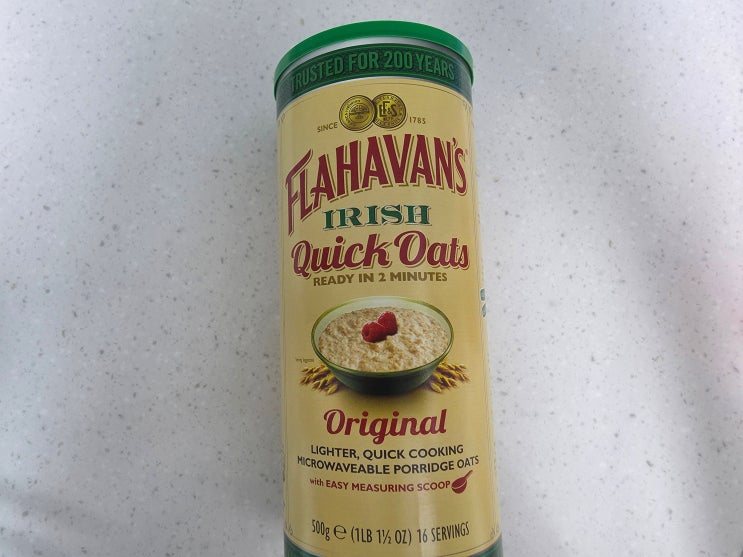 TRUSTED FOR 200 YEARS
SINCE 1785
FLAHAVAN'S
IRISH
Quick Oats
READY IN 2 MINUTES
Original
LIGHTER, QUICK COOKING
MICROWAVEABLE PORRIDGE OATS
with EASY MEASURING SCOOP
500g ℮ (1LB 1½ OZ) 16 SERVINGS